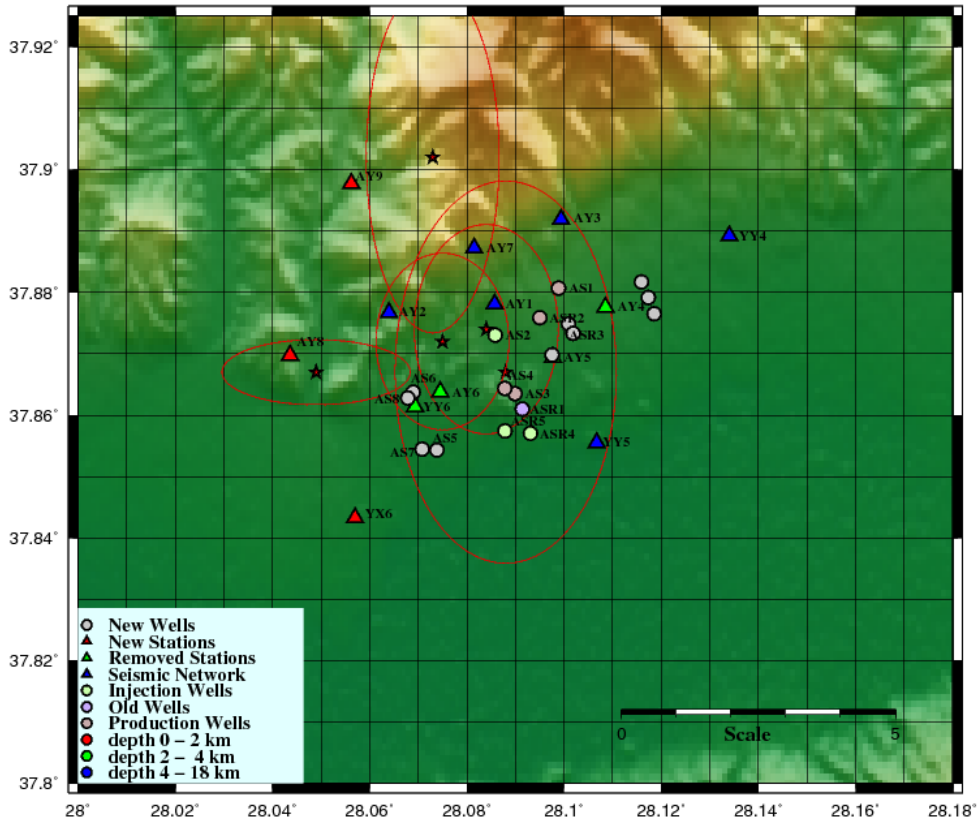 37.92°
37.9°
AY9
AY3
YY4
AY7
37.88°
AS1
AY1
AY4
AY2
ASR2
AS2
ASR3
AY8
AY5
AS4
AS6
AY6
AS3
AS8
YY6
ASR1
37.86°
ASR5
ASR4
AS5
YY5
AS7
YX6
37.84°
New Wells
New Stations
Removed Stations
37.82°
Seismic Network
Injection Wells
Old Wells
Production Wells
depth 0 – 2 km
0 Scale 5
depth 2 – 4 km
depth 4 – 18 km
37.8°
28° 28.02° 28.04° 28.06° 28.08° 28.1° 28.12° 28.14° 28.16° 28.18°